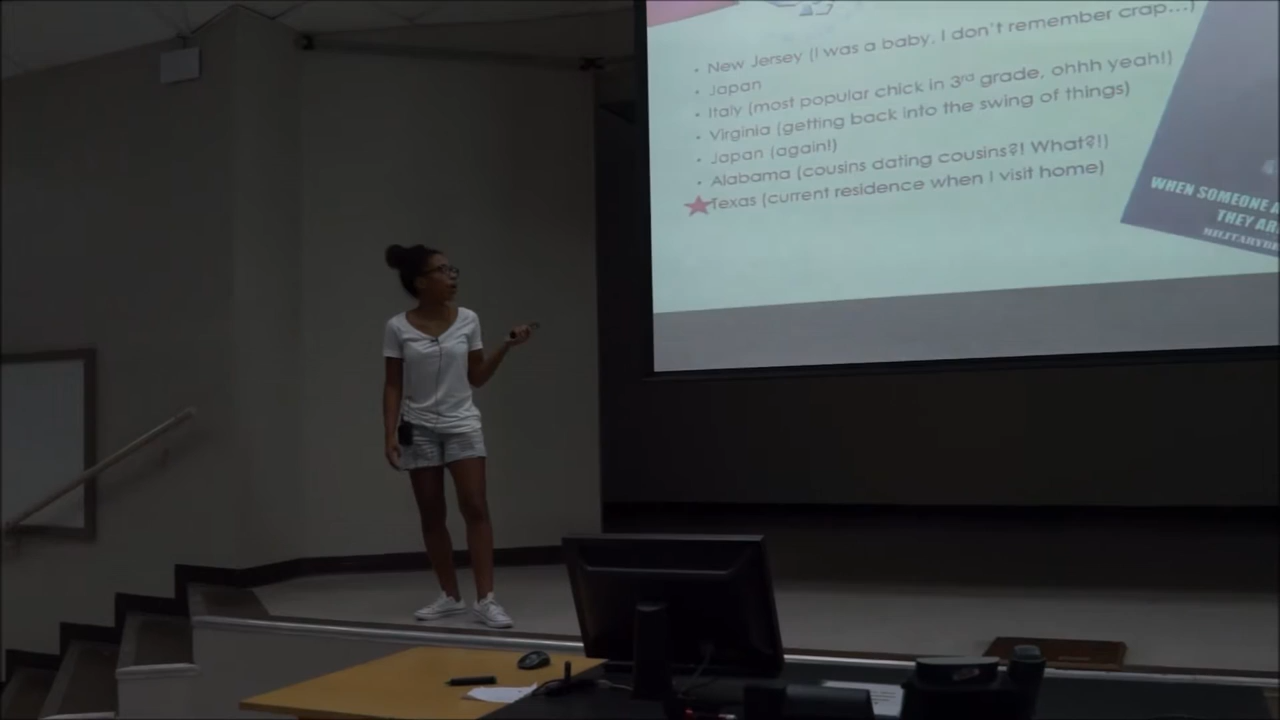 • New Jersey (I was a baby, I don't remember crap...)
• Japan
• Italy (most popular chick in 3rd grade, ohhh yeah!)
• Virginia (getting back into the swing of things)
• Japan (again!)
• Alabama (cousins dating cousins?! What?!)
Texas (current residence when I visit home)
WHEN SOMEONE
THEY